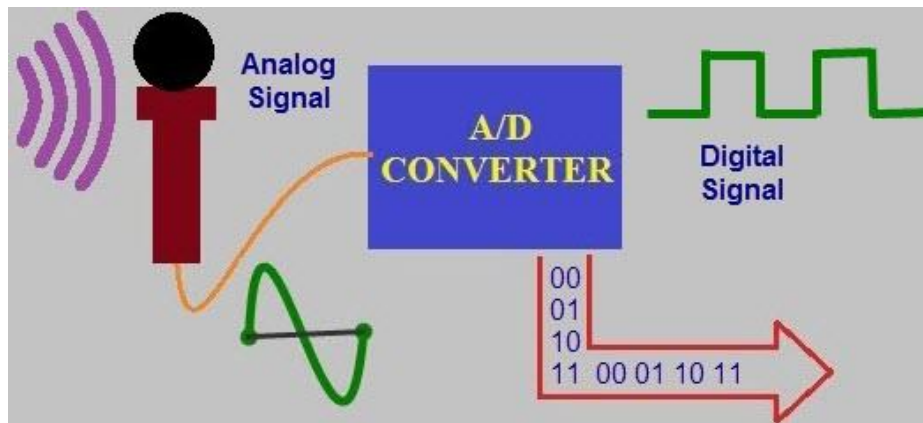 Analog
Signal
A/D
CONVERTER
Digital
Signal
00
01
10
11 00 01 10 11